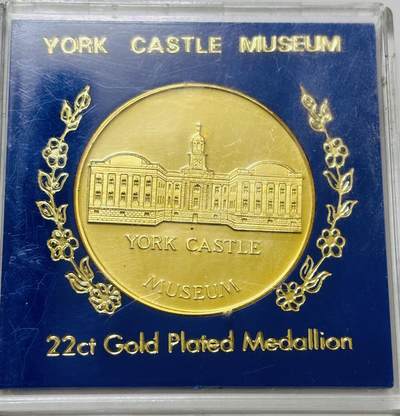 YORK CASTLE MUSEUM
YORK CASTLE
MUSEUM
22ct Gold Plated Medallion